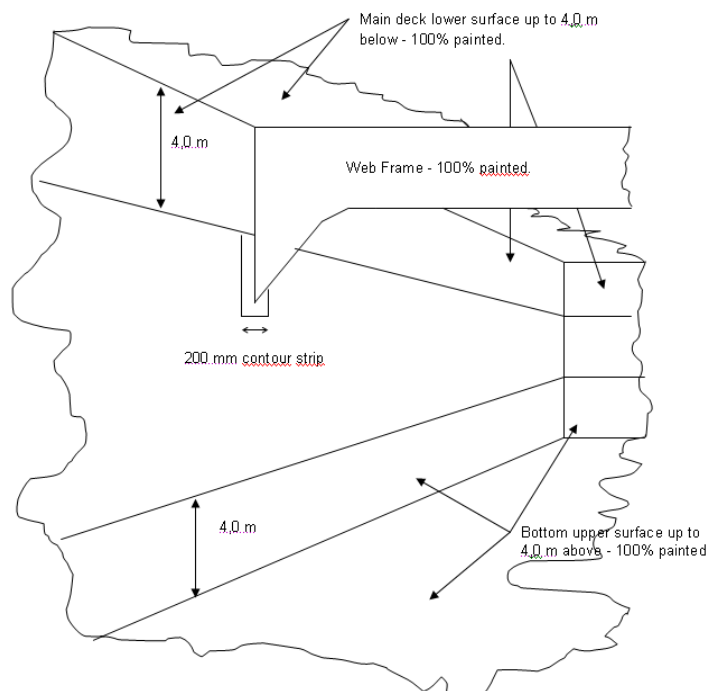 Main deck lower surface up to 4,0 m
below - 100% painted.
4,0 m
Web Frame - 100% painted.
200 mm contour strip
4,0 m
Bottom upper surface up to
4,0 m above - 100% painted